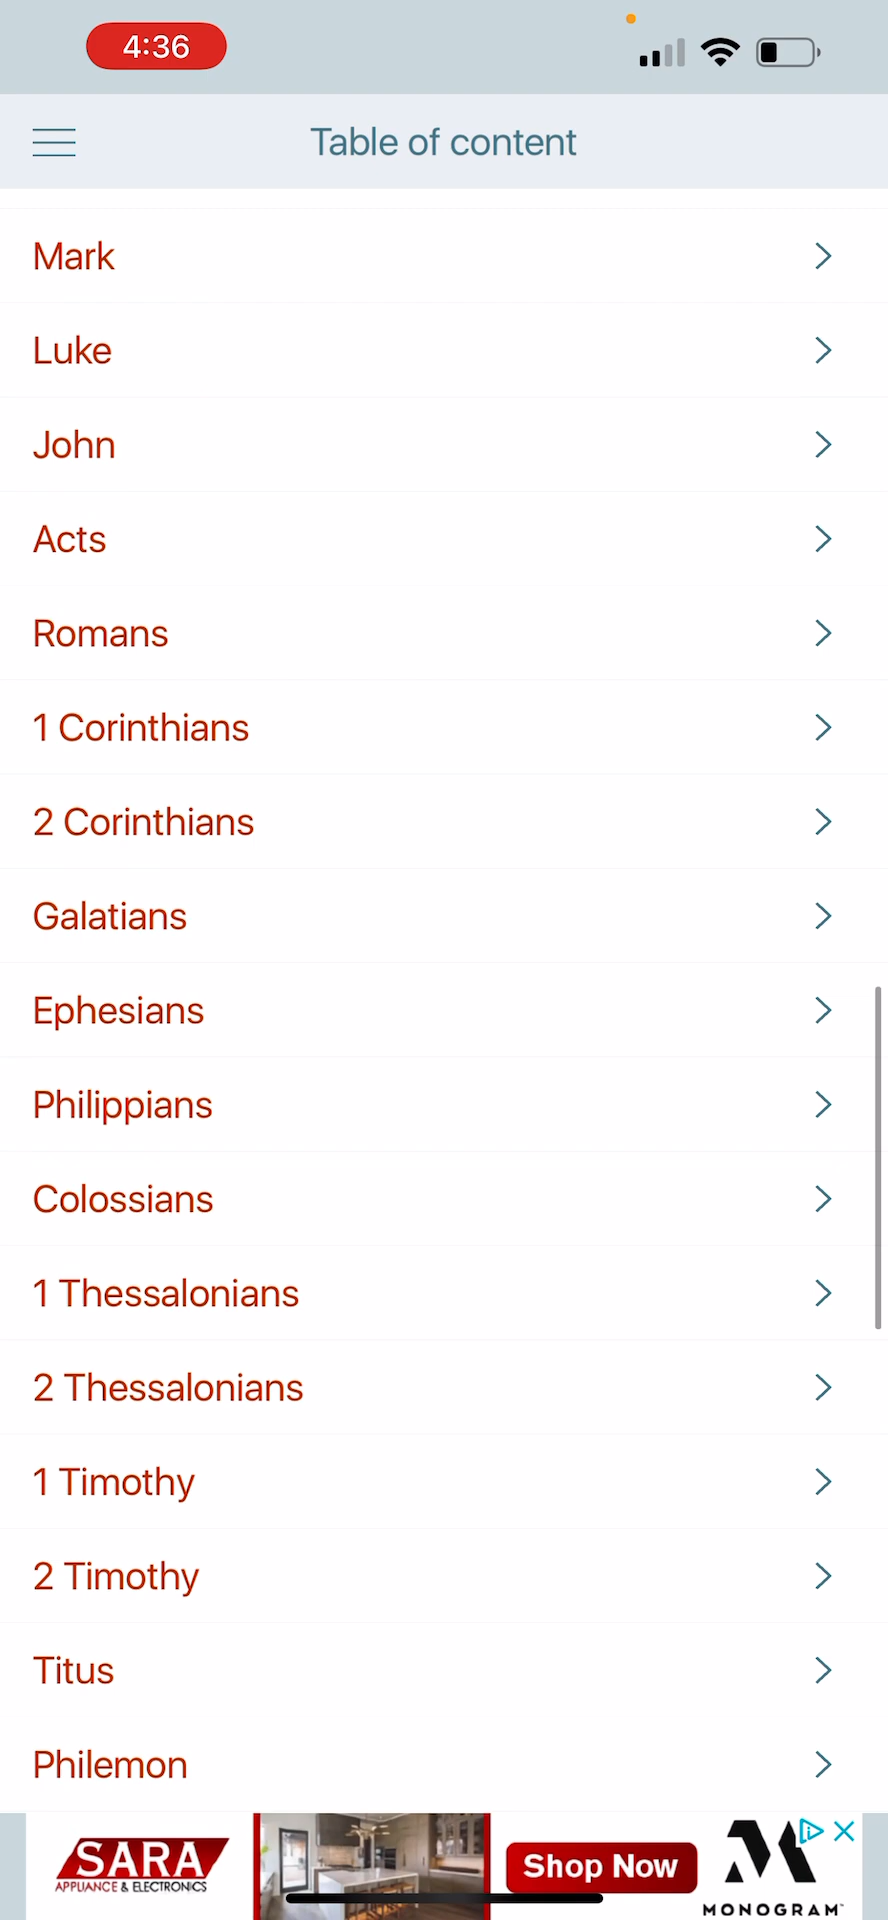 4:36
Table of content
Mark
Luke
John
Acts
Romans
1 Corinthians
2 Corinthians
Galatians
Ephesians
Philippians
Colossians
1 Thessalonians
2 Thessalonians
1 Timothy
2 Timothy
Titus
Philemon
SARA
APPLIANCE & ELECTRONICS
Shop Now
M
MONOGRAM